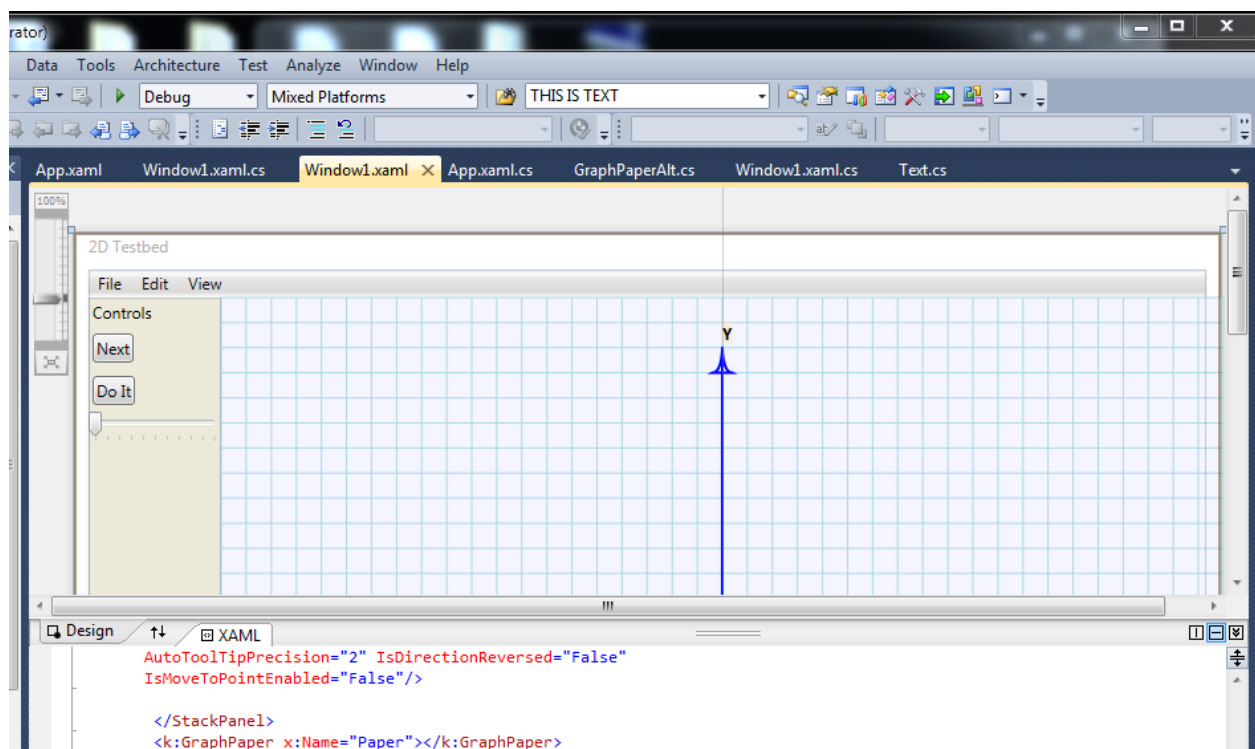 rator)
Data Tools Architecture Test Analyze Window Help
Debug Mixed Platforms THIS IS TEXT
App.xaml Window1.xaml.cs Window1.xaml App.xaml.cs GraphPaperAlt.cs Window1.xaml.cs Text.cs
100%
2D Testbed
File Edit View
Controls
Y
Next
Do It
Design XAML
AutoToolTipPrecision="2" IsDirectionReversed="False"
IsMoveToPointEnabled="False"/>
</StackPanel>
<k:GraphPaper x:Name="Paper"></k:GraphPaper>